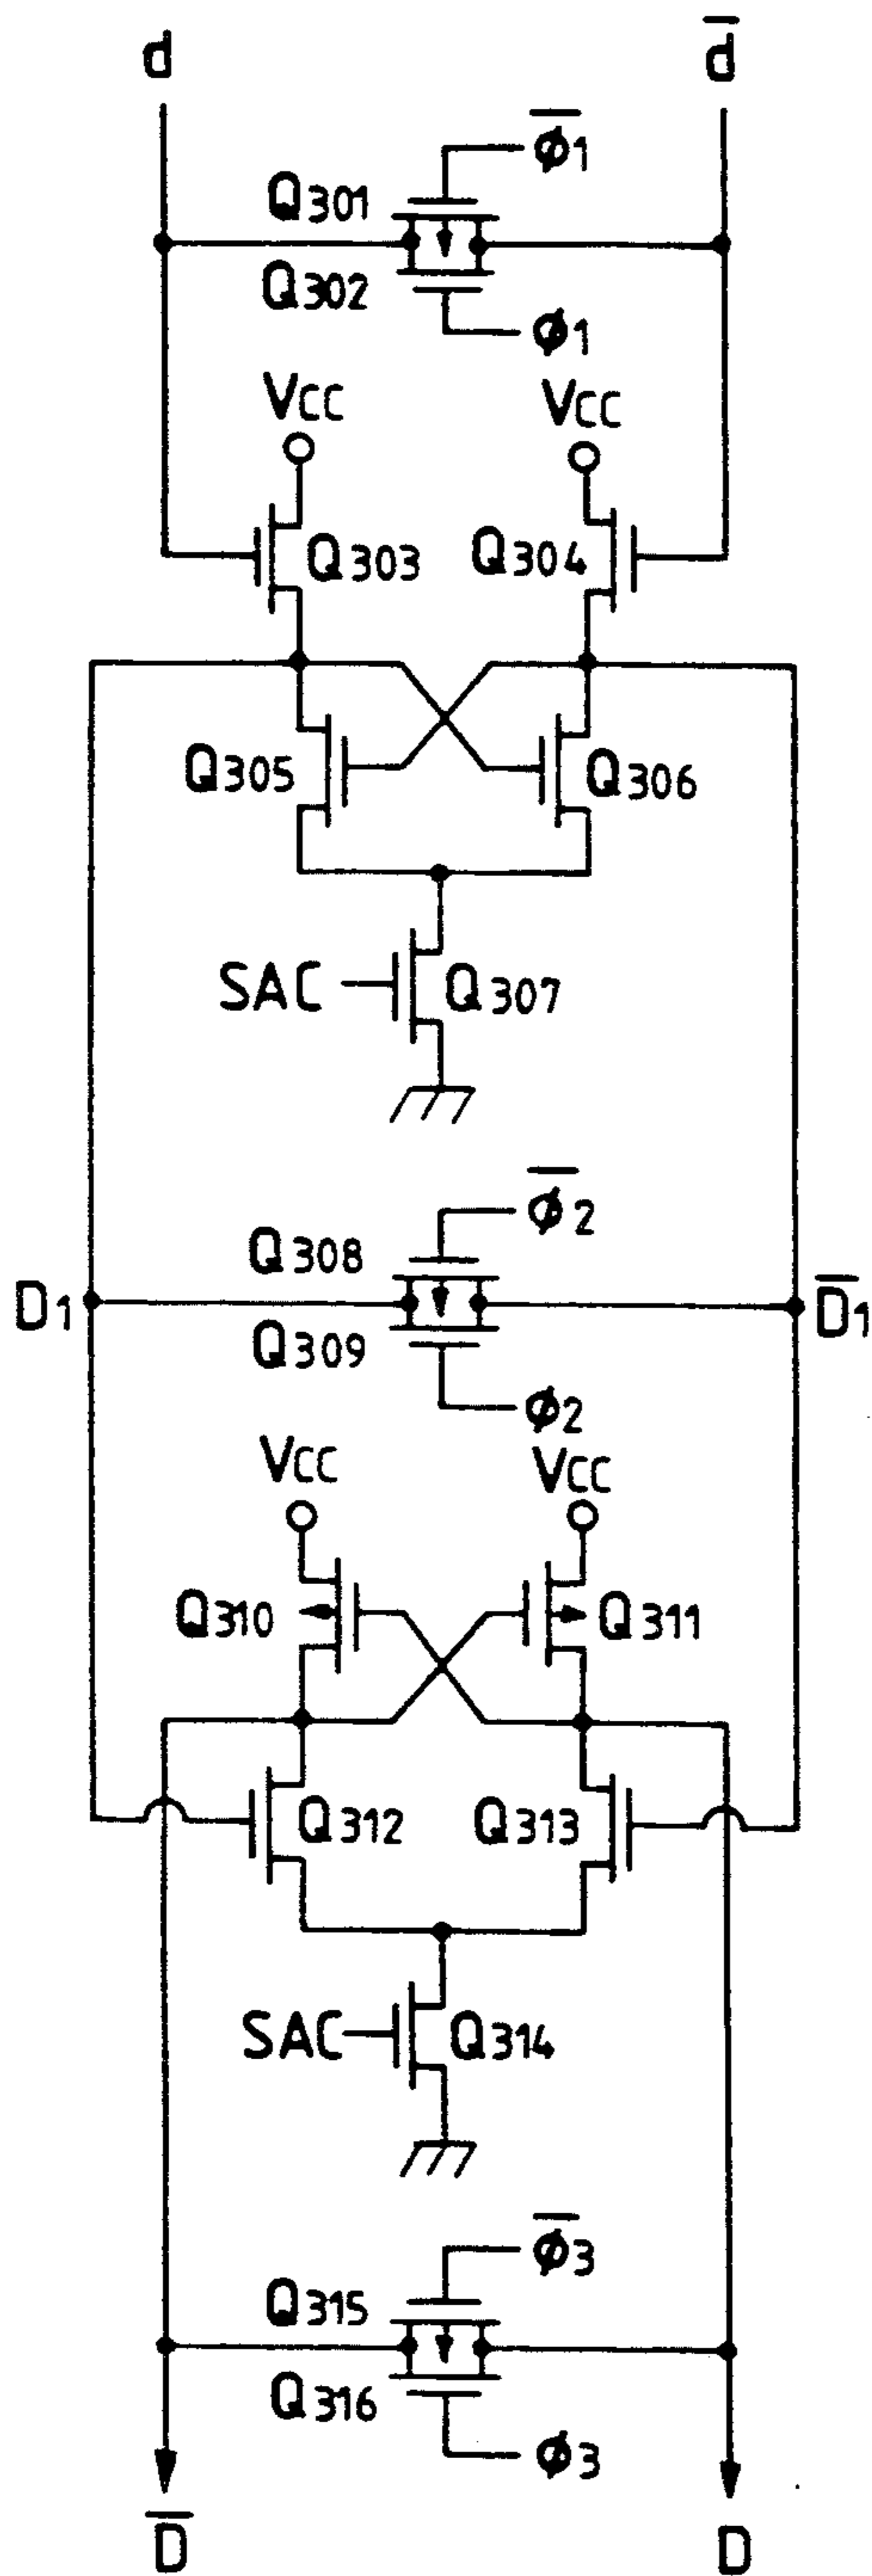 d d̅
φ̅1
Q301
Q302
φ1
VCC VCC
Q303 Q304
Q305 Q306
SAC Q307
φ̅2
Q308
D1 D̅1
Q309
φ2
VCC VCC
Q310 Q311
Q312 Q313
SAC Q314
φ̅3
Q315
Q316
φ3
D̅ D